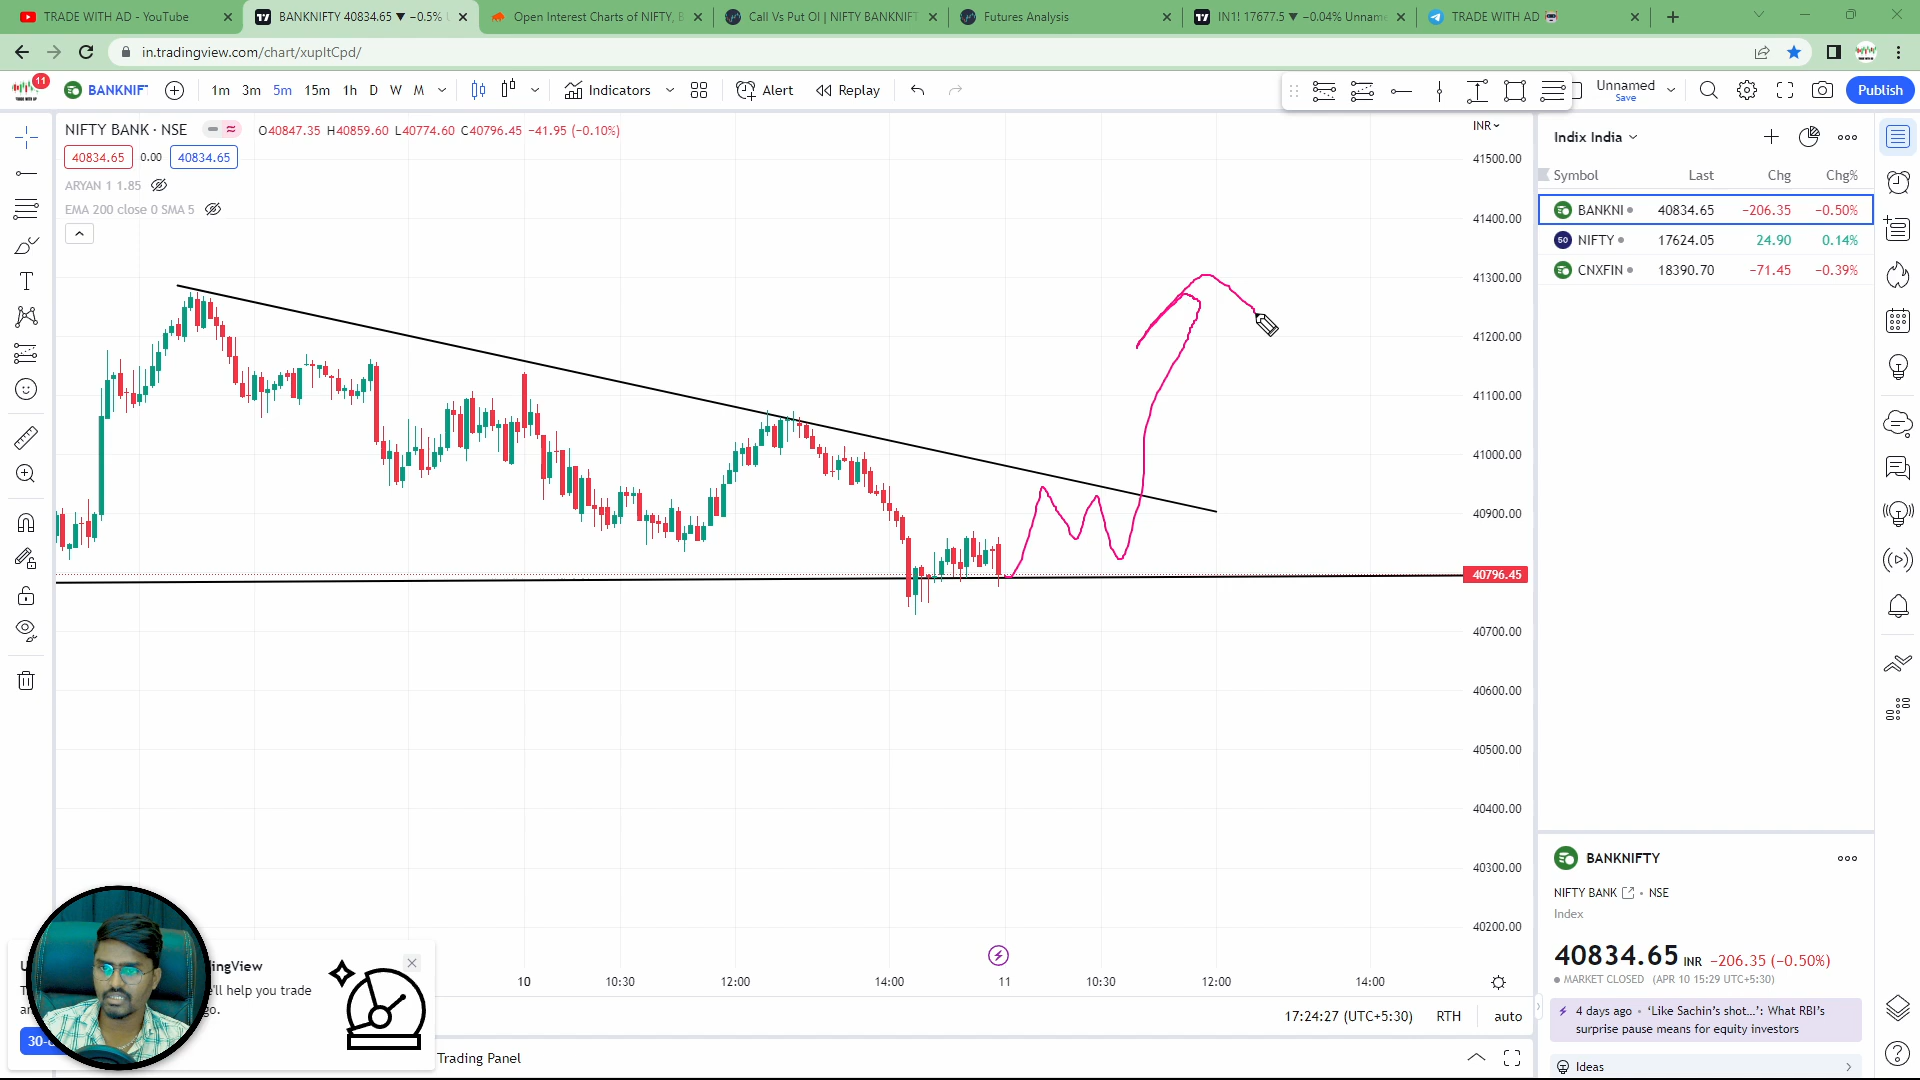 TRADE WITH AD - YouTube
BANKNIFTY 40834.65 ▼ −0.5%
Open Interest Charts of NIFTY, B
Call Vs Put OI | NIFTY BANKNIFT
Futures Analysis
IN1! 17677.5 ▼ −0.04% Unnam
TRADE WITH AD
in.tradingview.com/chart/xupItCpd/
11
BANKNIF
1m 3m 5m 15m 1h D W M
Indicators
Alert
Replay
Unnamed
Save
Publish
NIFTY BANK · NSE
O40847.35 H40859.60 L40774.60 C40796.45 −41.95 (−0.10%)
40834.65 0.00 40834.65
ARYAN 1 1.85
EMA 200 close 0 SMA 5
INR
41500.00
41400.00
41300.00
41200.00
41100.00
41000.00
40900.00
40796.45
40700.00
40600.00
40500.00
40400.00
40300.00
40200.00
10 10:30 12:00 14:00 11 10:30 12:00 14:00
17:24:27 (UTC+5:30) RTH auto
Trading Panel
ingView
'll help you trade
go.
30-
Indix India
Symbol Last Chg Chg%
BANKNI 40834.65 −206.35 −0.50%
50 NIFTY 17624.05 24.90 0.14%
CNXFIN 18390.70 −71.45 −0.39%
BANKNIFTY
NIFTY BANK • NSE
Index
40834.65 INR −206.35 (−0.50%)
MARKET CLOSED (APR 10 15:29 UTC+5:30)
4 days ago • ‘Like Sachin’s shot...’: What RBI’s
surprise pause means for equity investors
Ideas